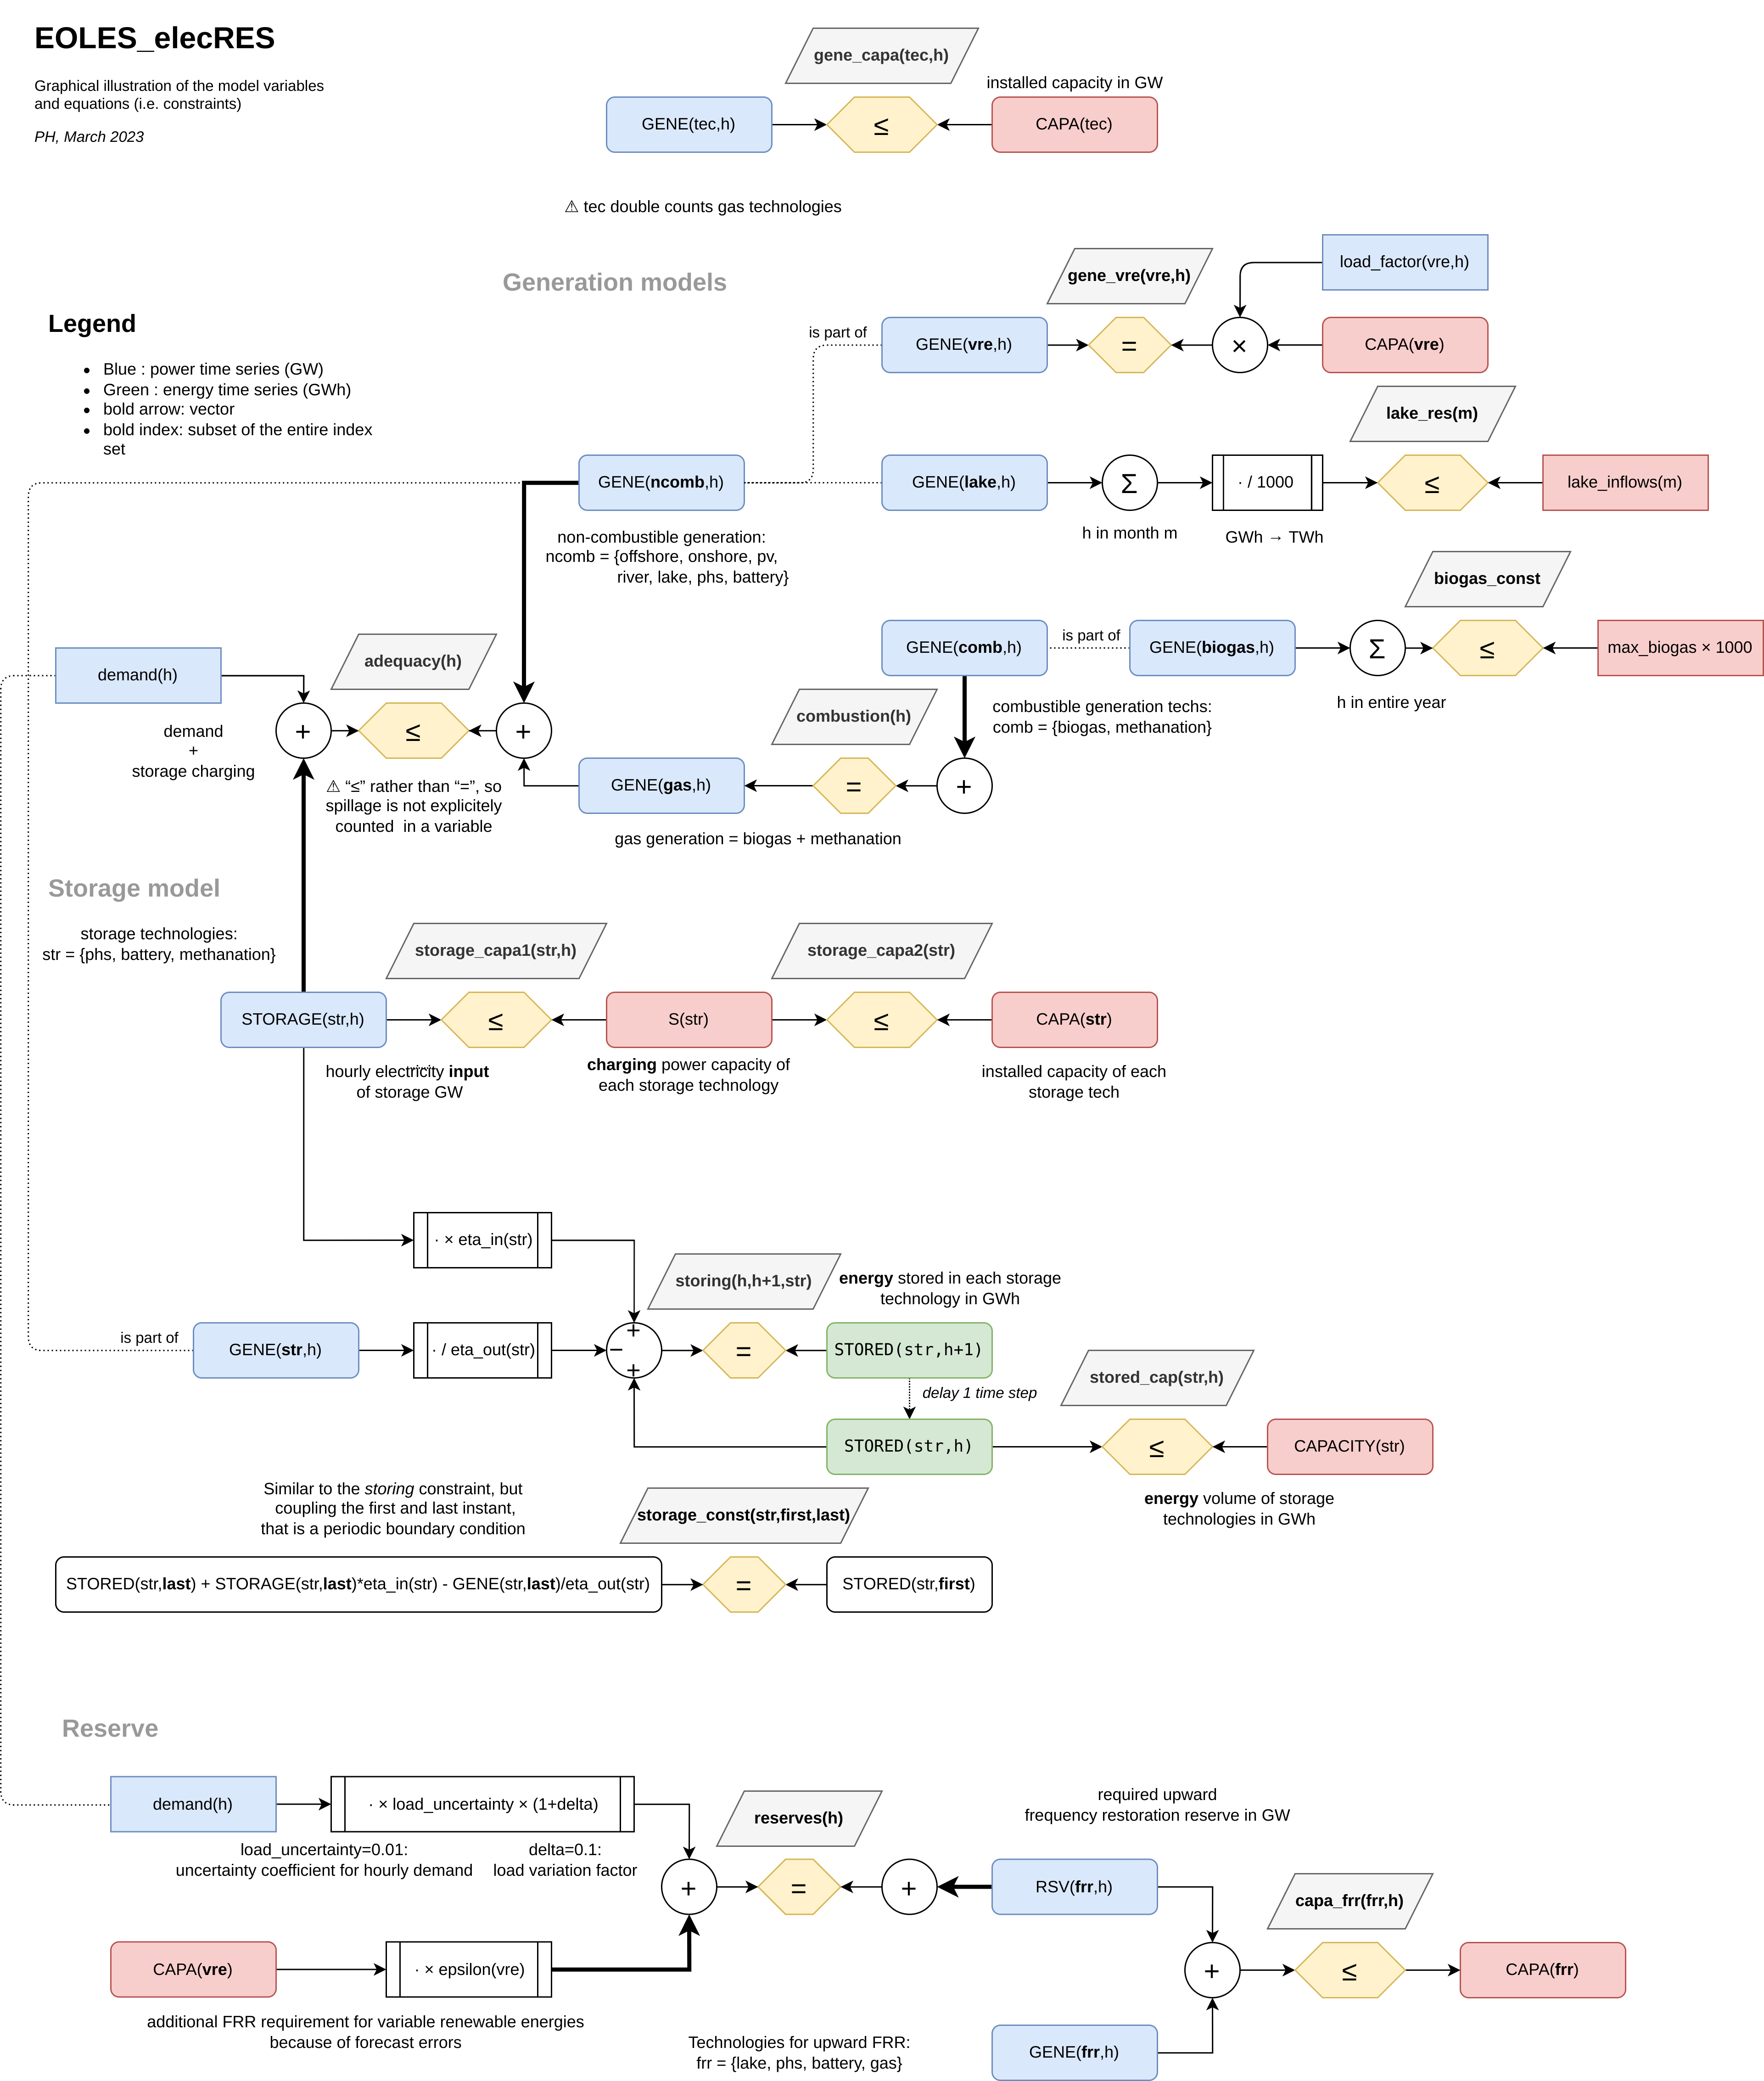 EOLES_elecRES
Graphical illustration of the model variables
and equations (i.e. constraints)
PH, March 2023
gene_capa(tec,h)
installed capacity in GW
GENE(tec,h)
≤
CAPA(tec)
⚠ tec double counts gas technologies
Generation models
gene_vre(vre,h)
load_factor(vre,h)
is part of
GENE(vre,h)
=
×
CAPA(vre)
Legend
• Blue : power time series (GW)
• Green : energy time series (GWh)
• bold arrow: vector
• bold index: subset of the entire index
set
lake_res(m)
GENE(ncomb,h)
GENE(lake,h)
Σ
· / 1000
≤
lake_inflows(m)
h in month m
GWh → TWh
non-combustible generation:
ncomb = {offshore, onshore, pv,
river, lake, phs, battery}
biogas_const
GENE(comb,h)
is part of
GENE(biogas,h)
Σ
≤
max_biogas × 1000
h in entire year
combustible generation techs:
comb = {biogas, methanation}
demand(h)
adequacy(h)
combustion(h)
+
≤
+
demand
+
storage charging
⚠ “≤” rather than “=”, so
spillage is not explicitely
counted  in a variable
GENE(gas,h)
=
+
gas generation = biogas + methanation
Storage model
storage technologies:
str = {phs, battery, methanation}
storage_capa1(str,h)
storage_capa2(str)
STORAGE(str,h)
≤
S(str)
≤
CAPA(str)
hourly electricity input
of storage GW
charging power capacity of
each storage technology
installed capacity of each
storage tech
· × eta_in(str)
storing(h,h+1,str)
energy stored in each storage
technology in GWh
is part of
GENE(str,h)
· / eta_out(str)
+
−
+
=
STORED(str,h+1)
delay 1 time step
stored_cap(str,h)
STORED(str,h)
≤
CAPACITY(str)
energy volume of storage
technologies in GWh
Similar to the storing constraint, but
coupling the first and last instant,
that is a periodic boundary condition
storage_const(str,first,last)
STORED(str,last) + STORAGE(str,last)*eta_in(str) - GENE(str,last)/eta_out(str)
=
STORED(str,first)
Reserve
demand(h)
· × load_uncertainty × (1+delta)
load_uncertainty=0.01:
uncertainty coefficient for hourly demand
delta=0.1:
load variation factor
reserves(h)
required upward
frequency restoration reserve in GW
+
=
+
RSV(frr,h)
capa_frr(frr,h)
CAPA(vre)
· × epsilon(vre)
+
≤
CAPA(frr)
additional FRR requirement for variable renewable energies
because of forecast errors
Technologies for upward FRR:
frr = {lake, phs, battery, gas}
GENE(frr,h)